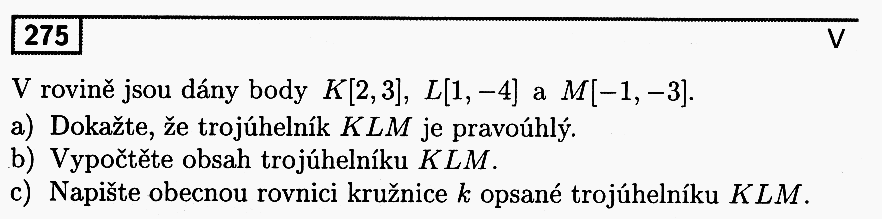 275
V
V rovině jsou dány body K[2, 3], L[1, −4] a M[−1, −3].
a) Dokažte, že trojúhelník KLM je pravoúhlý.
b) Vypočtěte obsah trojúhelníku KLM.
c) Napište obecnou rovnici kružnice k opsané trojúhelníku KLM.